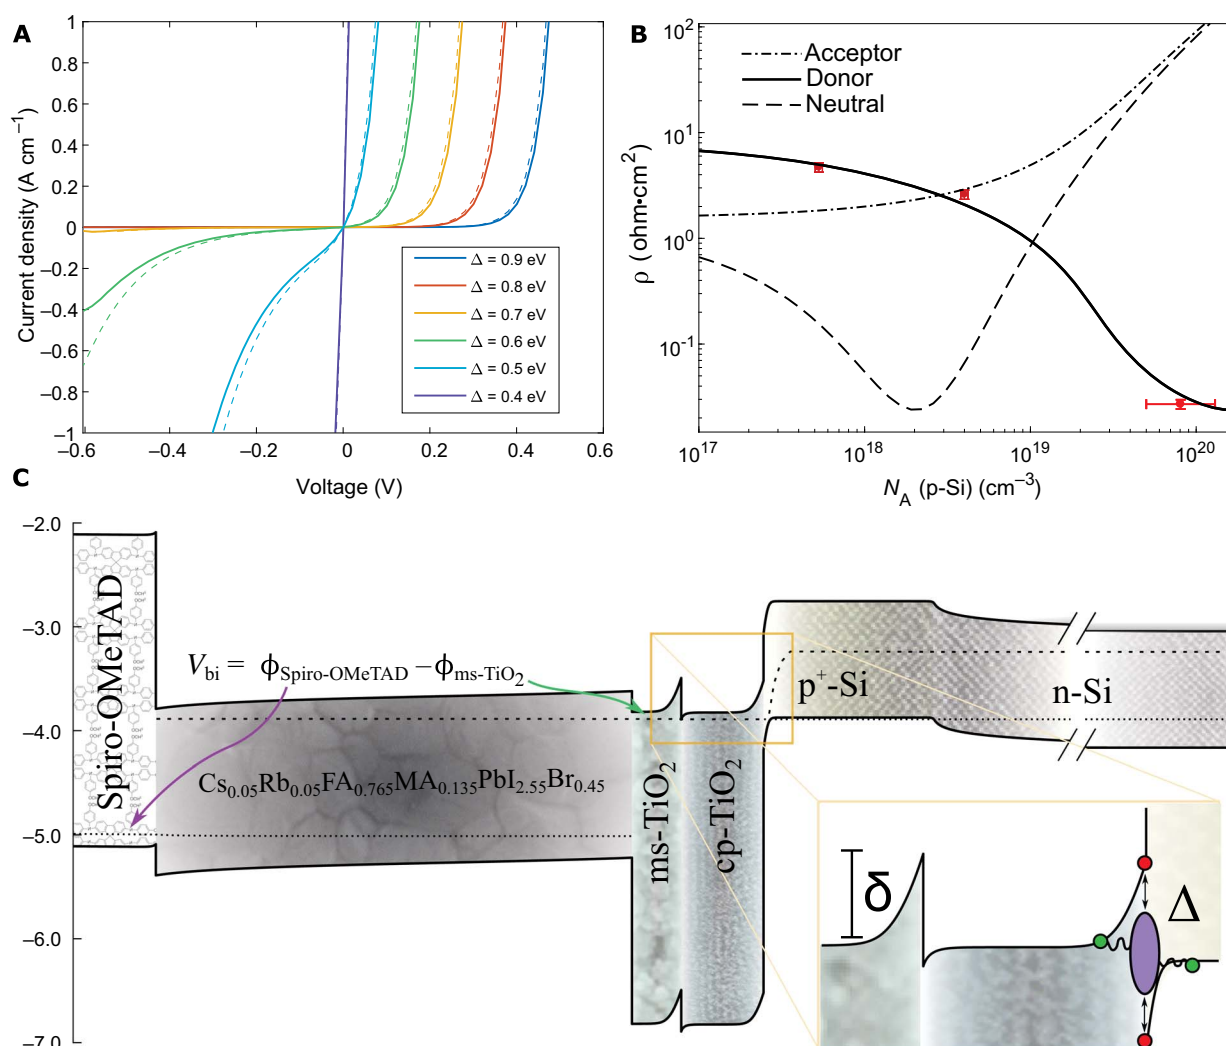 A
Current density (A cm⁻¹)
1
0.8
0.6
0.4
0.2
0
−0.2
−0.4
−0.6
−0.8
−1
−0.6
−0.4
−0.2
0
0.2
0.4
0.6
Voltage (V)
Δ = 0.9 eV
Δ = 0.8 eV
Δ = 0.7 eV
Δ = 0.6 eV
Δ = 0.5 eV
Δ = 0.4 eV
B
ρ (ohm•cm²)
10²
10¹
10⁰
10⁻¹
10¹⁷
10¹⁸
10¹⁹
10²⁰
N_A (p-Si) (cm⁻³)
Acceptor
Donor
Neutral
C
−2.0
−3.0
−4.0
−5.0
−6.0
−7.0
Spiro-OMeTAD
V_bi = ϕ_Spiro-OMeTAD − ϕ_ms-TiO₂
Cs₀.₀₅Rb₀.₀₅FA₀.₇₆₅MA₀.₁₃₅PbI₂.₅₅Br₀.₄₅
ms-TiO₂
cp-TiO₂
p⁺-Si
n-Si
δ
Δ